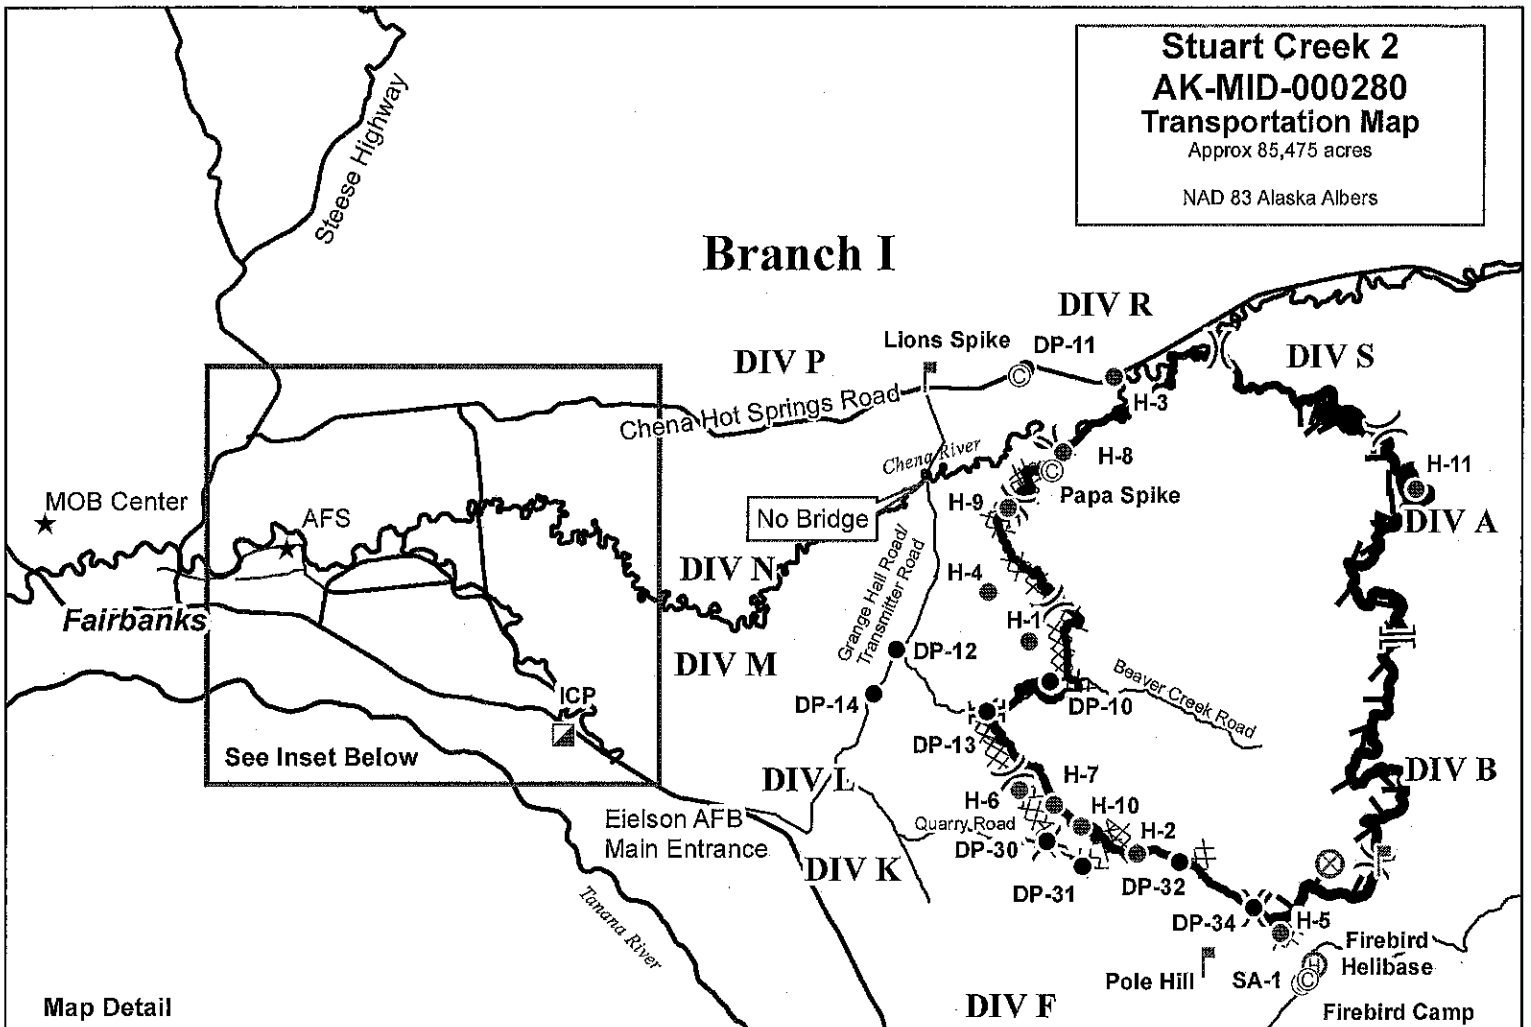 Stuart Creek 2
AK-MID-000280
Transportation Map
Approx 85,475 acres
NAD 83 Alaska Albers
Steese Highway
Branch I
DIV R
Lions Spike
DP-11
DIV P
DIV S
Chena Hot Springs Road
H-3
Chena River
H-8
H-11
MOB Center
AFS
Papa Spike
H-9
No Bridge
DIV A
DIV N
H-4
Grange Hall Road/
Transmitter Road
Fairbanks
H-1
DIV M
DP-12
ICP
DP-14
DP-10
Beaver Creek Road
DP-13
See Inset Below
DIV L
DIV B
H-7
H-6
H-10
Eielson AFB
Main Entrance
Quarry Road
H-2
DP-30
DIV K
DP-31
DP-32
Tanana River
DP-34
H-5
Firebird
Helibase
Pole Hill
SA-1
Map Detail
DIV F
Firebird Camp